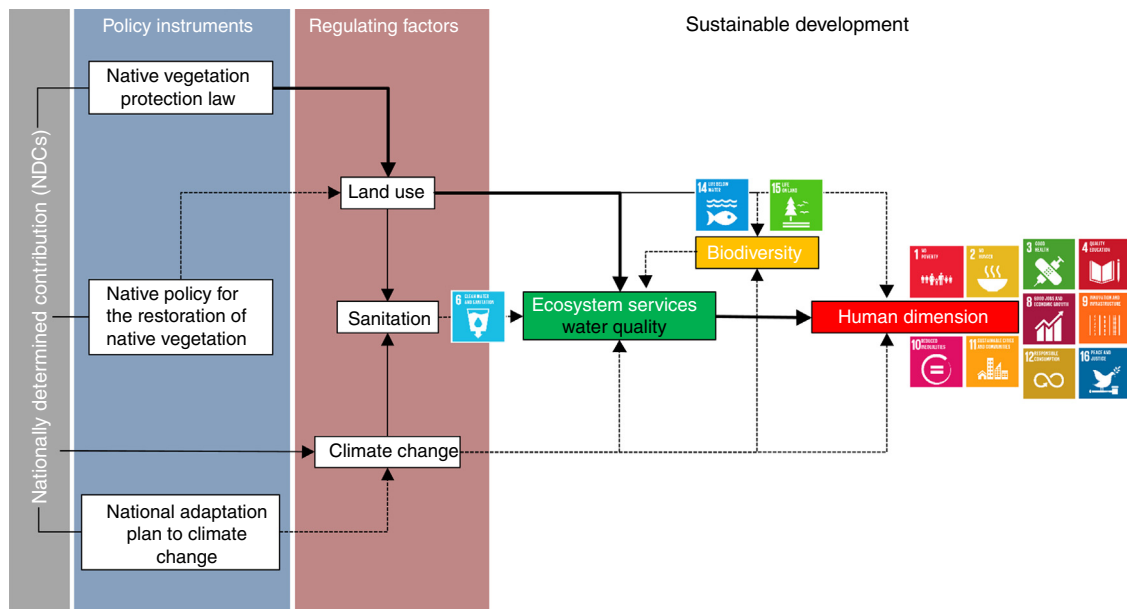 Policy instruments
Regulating factors
Sustainable development
Nationally determined contribution (NDCs)
Native vegetation
protection law
Land use
14 LIFE BELOW
WATER
15 LIFE
ON LAND
Biodiversity
Native policy for
the restoration of
native vegetation
Sanitation
6 CLEAN WATER
AND SANITATION
Ecosystem services
water quality
Human dimension
1 NO
POVERTY
2 NO
HUNGER
3 GOOD
HEALTH
4 QUALITY
EDUCATION
8 GOOD JOBS AND
ECONOMIC GROWTH
9 INNOVATION AND
INFRASTRUCTURE
10 REDUCED
INEQUALITIES
11 SUSTAINABLE CITIES
AND COMMUNITIES
12 RESPONSIBLE
CONSUMPTION
16 PEACE AND
JUSTICE
Climate change
National adaptation
plan to climate
change